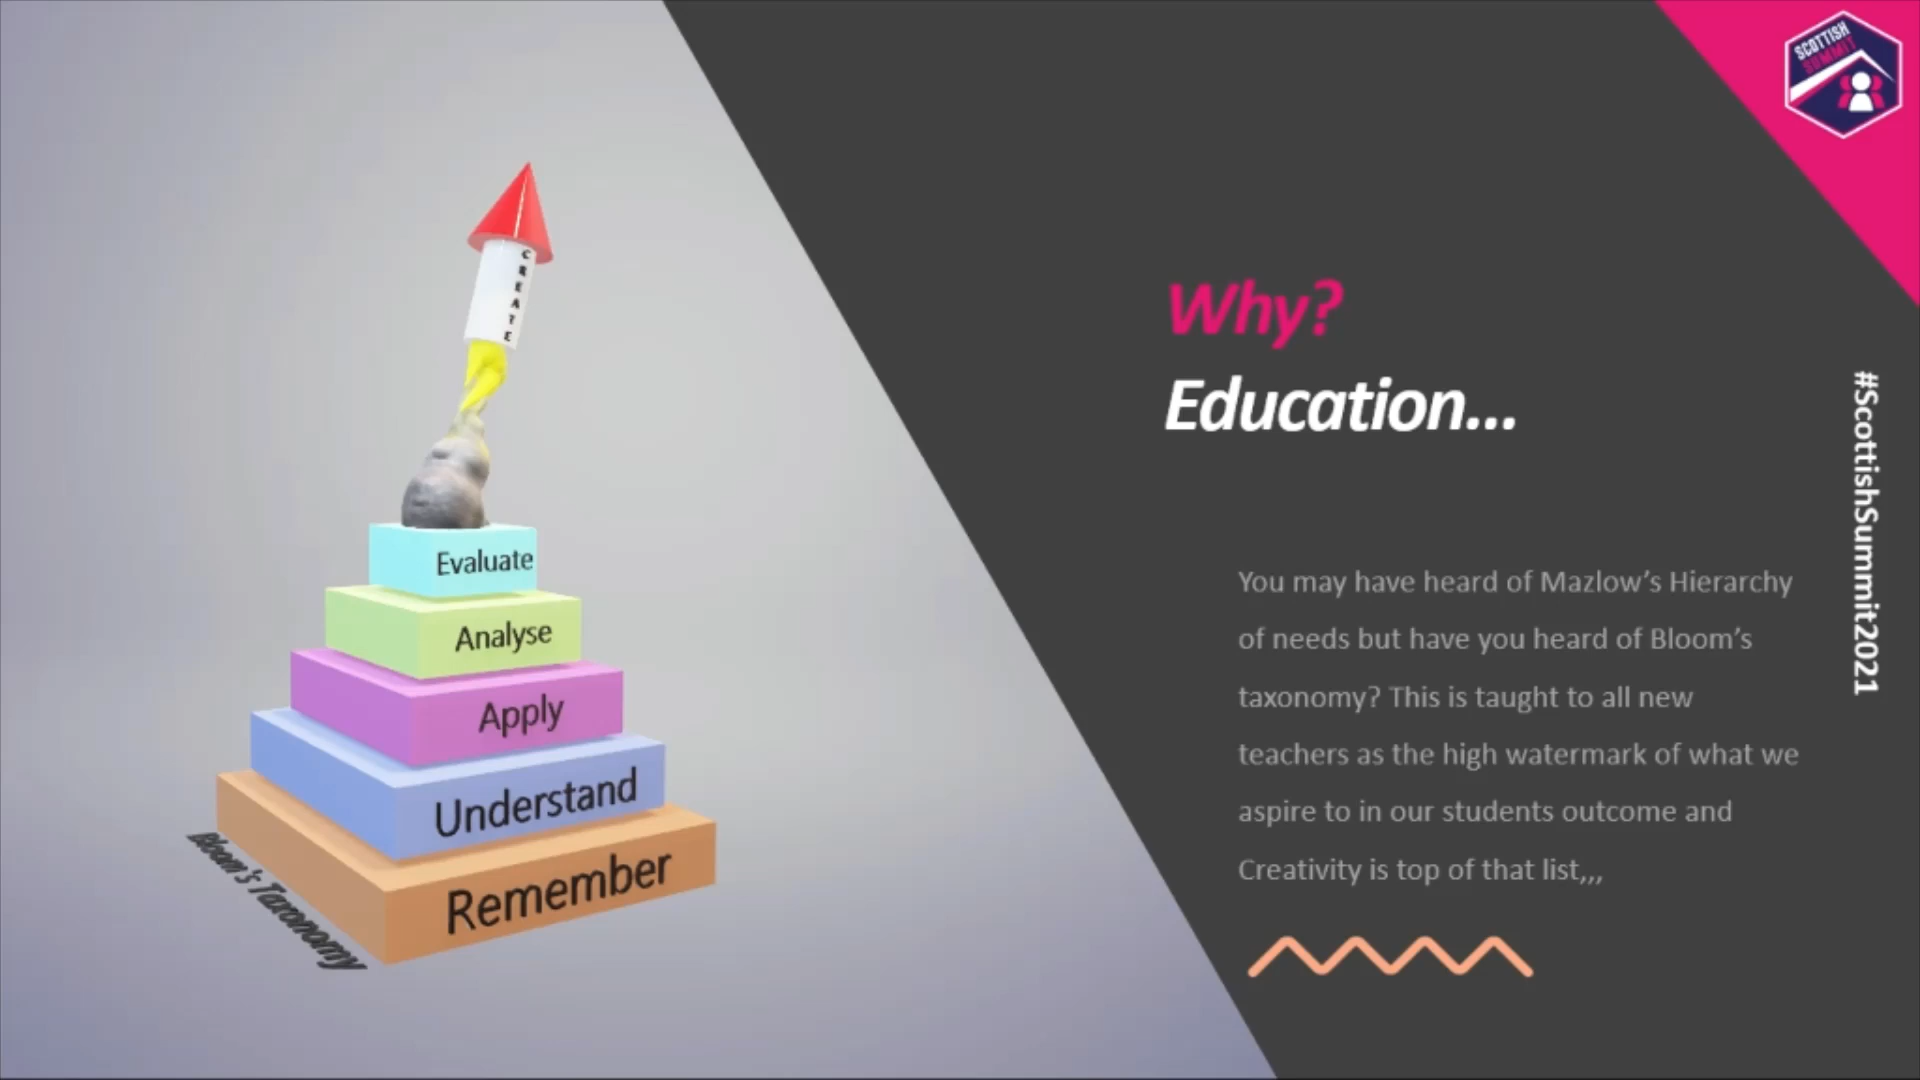 SCOTTISH
SUMMIT
CREATE
Evaluate
Analyse
Apply
Understand
Remember
Bloom's Taxonomy
Why?
Education...
You may have heard of Mazlow’s Hierarchy
of needs but have you heard of Bloom’s
taxonomy? This is taught to all new
teachers as the high watermark of what we
aspire to in our students outcome and
Creativity is top of that list,,,
#ScottishSummit2021